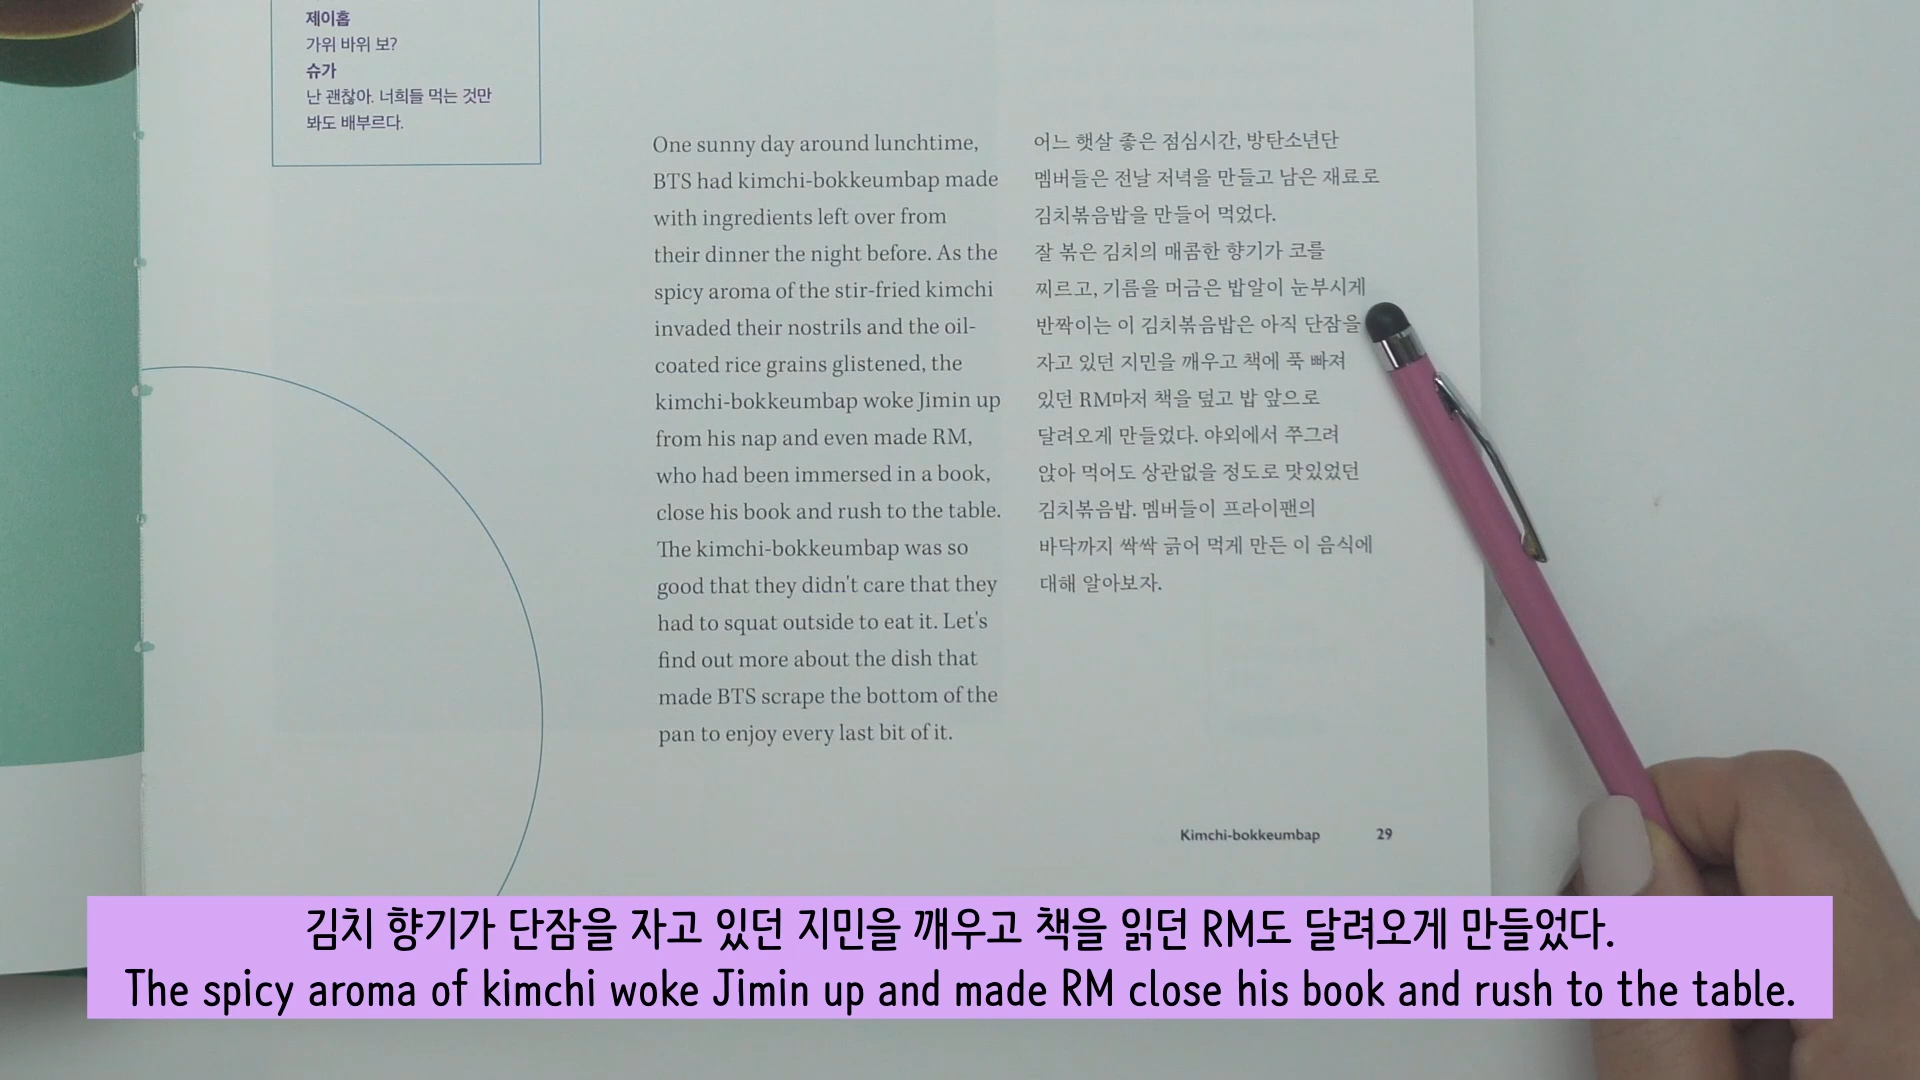 제이홉
가위 바위 보?
슈가
난 괜찮아. 너희들 먹는 것만
봐도 배부르다.
One sunny day around lunchtime,
BTS had kimchi-bokkeumbap made
with ingredients left over from
their dinner the night before. As the
spicy aroma of the stir-fried kimchi
invaded their nostrils and the oil-
coated rice grains glistened, the
kimchi-bokkeumbap woke Jimin up
from his nap and even made RM,
who had been immersed in a book,
close his book and rush to the table.
The kimchi-bokkeumbap was so
good that they didn't care that they
had to squat outside to eat it. Let's
find out more about the dish that
made BTS scrape the bottom of the
pan to enjoy every last bit of it.
어느 햇살 좋은 점심시간, 방탄소년단
멤버들은 전날 저녁을 만들고 남은 재료로
김치볶음밥을 만들어 먹었다.
잘 볶은 김치의 매콤한 향기가 코를
찌르고, 기름을 머금은 밥알이 눈부시게
반짝이는 이 김치볶음밥은 아직 단잠을
자고 있던 지민을 깨우고 책에 푹 빠져
있던 RM마저 책을 덮고 밥 앞으로
달려오게 만들었다. 야외에서 쭈그려
앉아 먹어도 상관없을 정도로 맛있었던
김치볶음밥. 멤버들이 프라이팬의
바닥까지 싹싹 긁어 먹게 만든 이 음식에
대해 알아보자.
Kimchi-bokkeumbap 29
김치 향기가 단잠을 자고 있던 지민을 깨우고 책을 읽던 RM도 달려오게 만들었다.
The spicy aroma of kimchi woke Jimin up and made RM close his book and rush to the table.